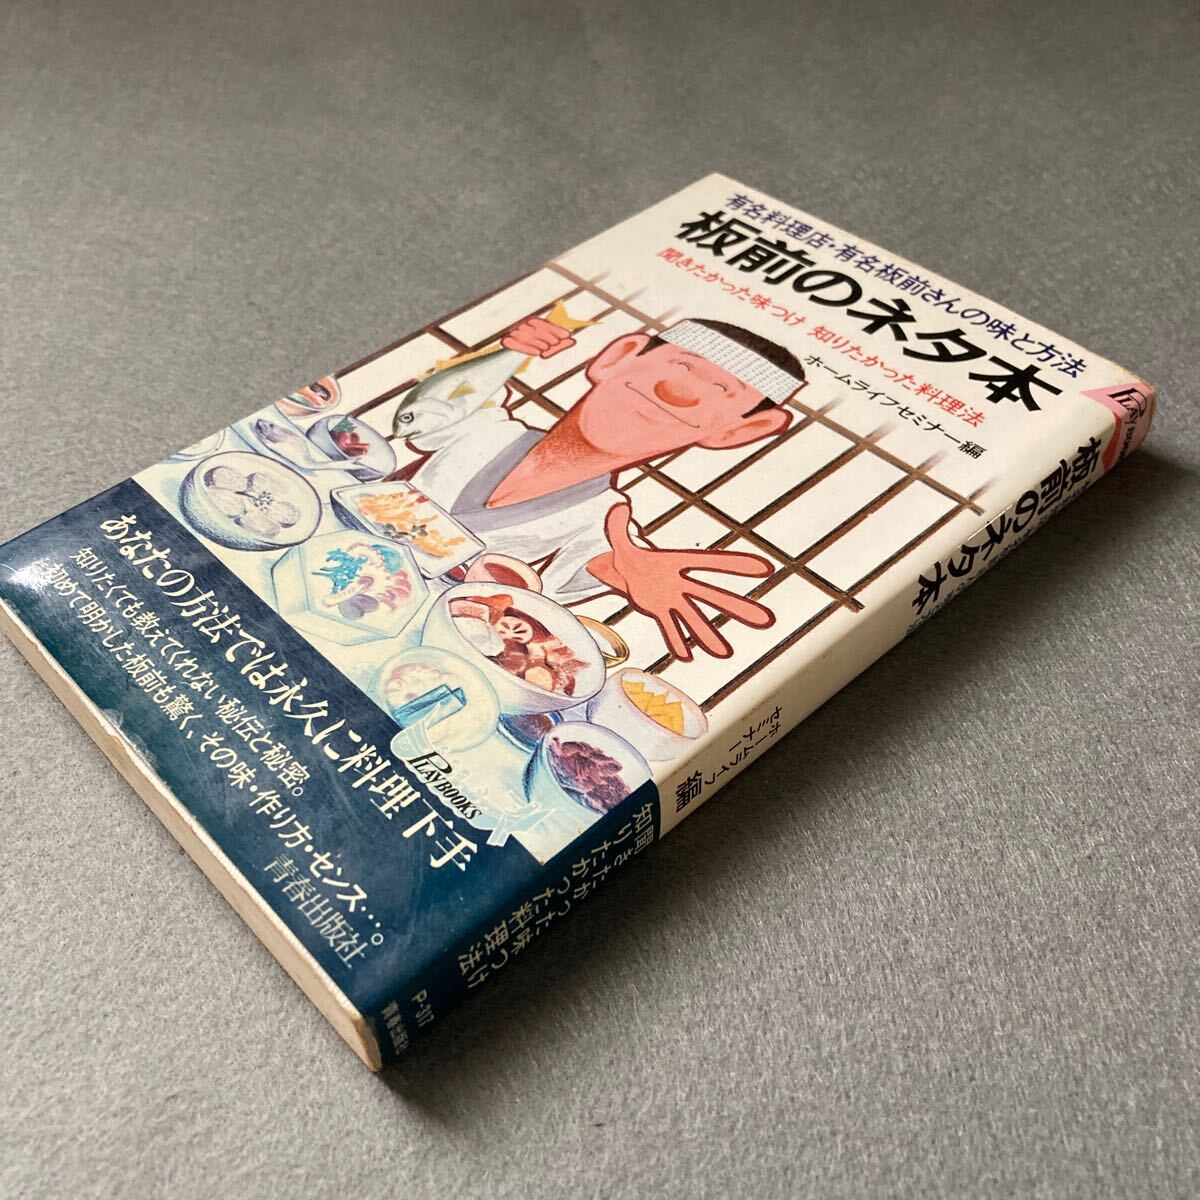 有名料理店・有名板前さんの味と方法
板前のネタ本
聞きたかった味つけ 知りたかった料理法
ホームライフセミナー編
あなたの方法では永久に料理下手
知りたくても教えてくれない秘伝と秘密。
初めて明かした板前も驚く、その味・作り方・センス…。
青春出版社
PLAYBOOKS
PLAYBOOKS
板前のネタ本
ホームライフ
セミナー
編
聞きたかった味つけ
知りたかった料理法
P-317
青春出版社